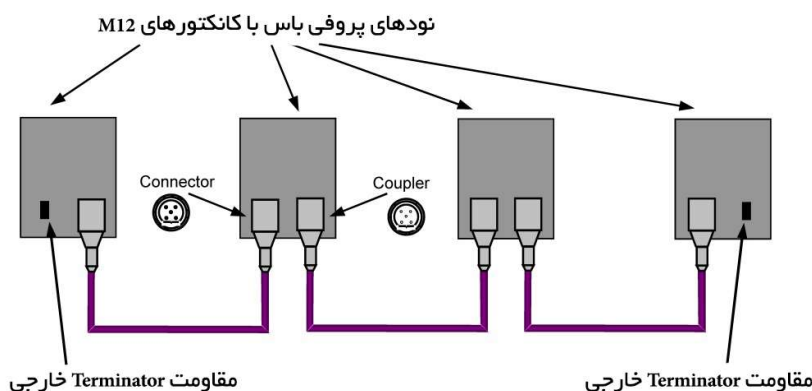 نودهای پروفی باس با کانکتورهای M12
Connector
Coupler
مقاومت Terminator خارجی
مقاومت Terminator خارجی